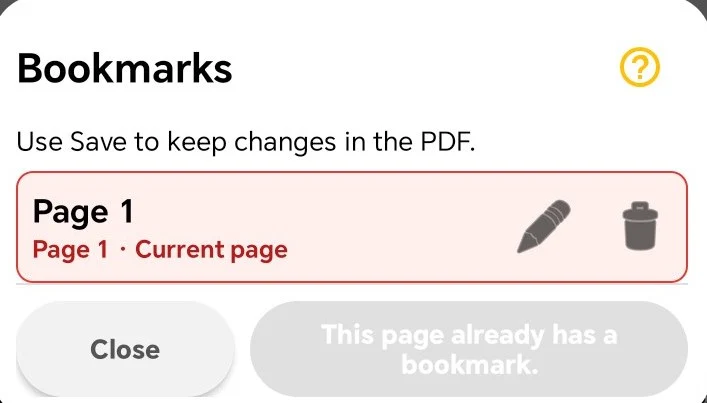 Bookmarks
Use Save to keep changes in the PDF.
Page 1
Page 1 · Current page
Close
This page already has a
bookmark.